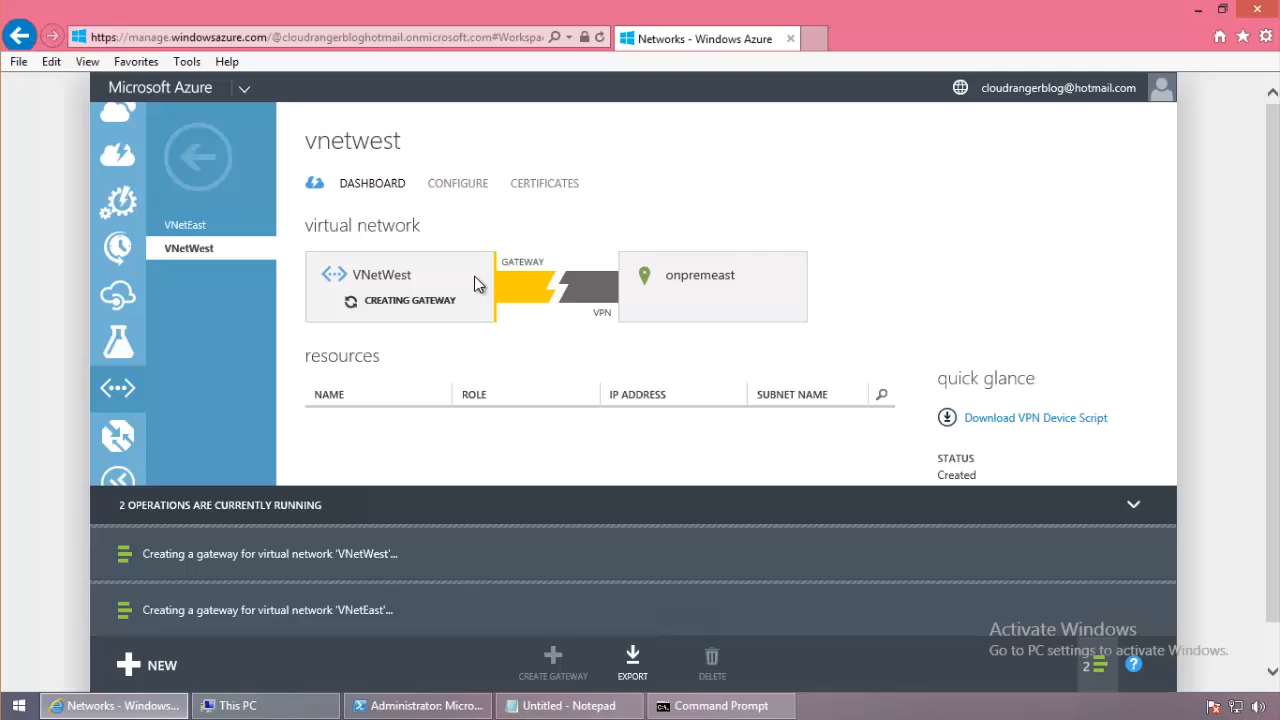 https://manage.windowsazure.com/@cloudrangerbloghotmail.onmicrosoft.com#Workspa
Networks - Windows Azure
File Edit View Favorites Tools Help
Microsoft Azure
cloudrangerblog@hotmail.com
vnetwest
DASHBOARD CONFIGURE CERTIFICATES
VNetEast
VNetWest
virtual network
VNetWest
CREATING GATEWAY
GATEWAY
VPN
onpremeast
resources
NAME ROLE IP ADDRESS SUBNET NAME
quick glance
Download VPN Device Script
STATUS
Created
2 OPERATIONS ARE CURRENTLY RUNNING
Creating a gateway for virtual network 'VNetWest'...
Creating a gateway for virtual network 'VNetEast'...
Activate Windows
Go to PC settings to activate Windows.
NEW
CREATE GATEWAY EXPORT DELETE
2 ?
Networks - Windows... This PC Administrator: Micro... Untitled - Notepad Command Prompt